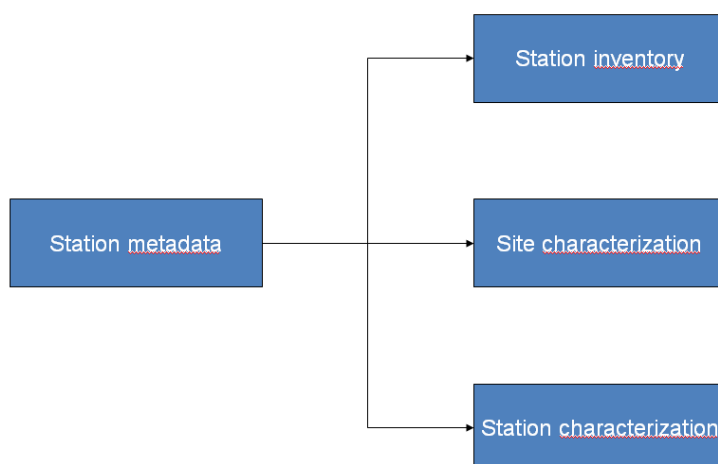 Station inventory
Station metadata
Site characterization
Station characterization